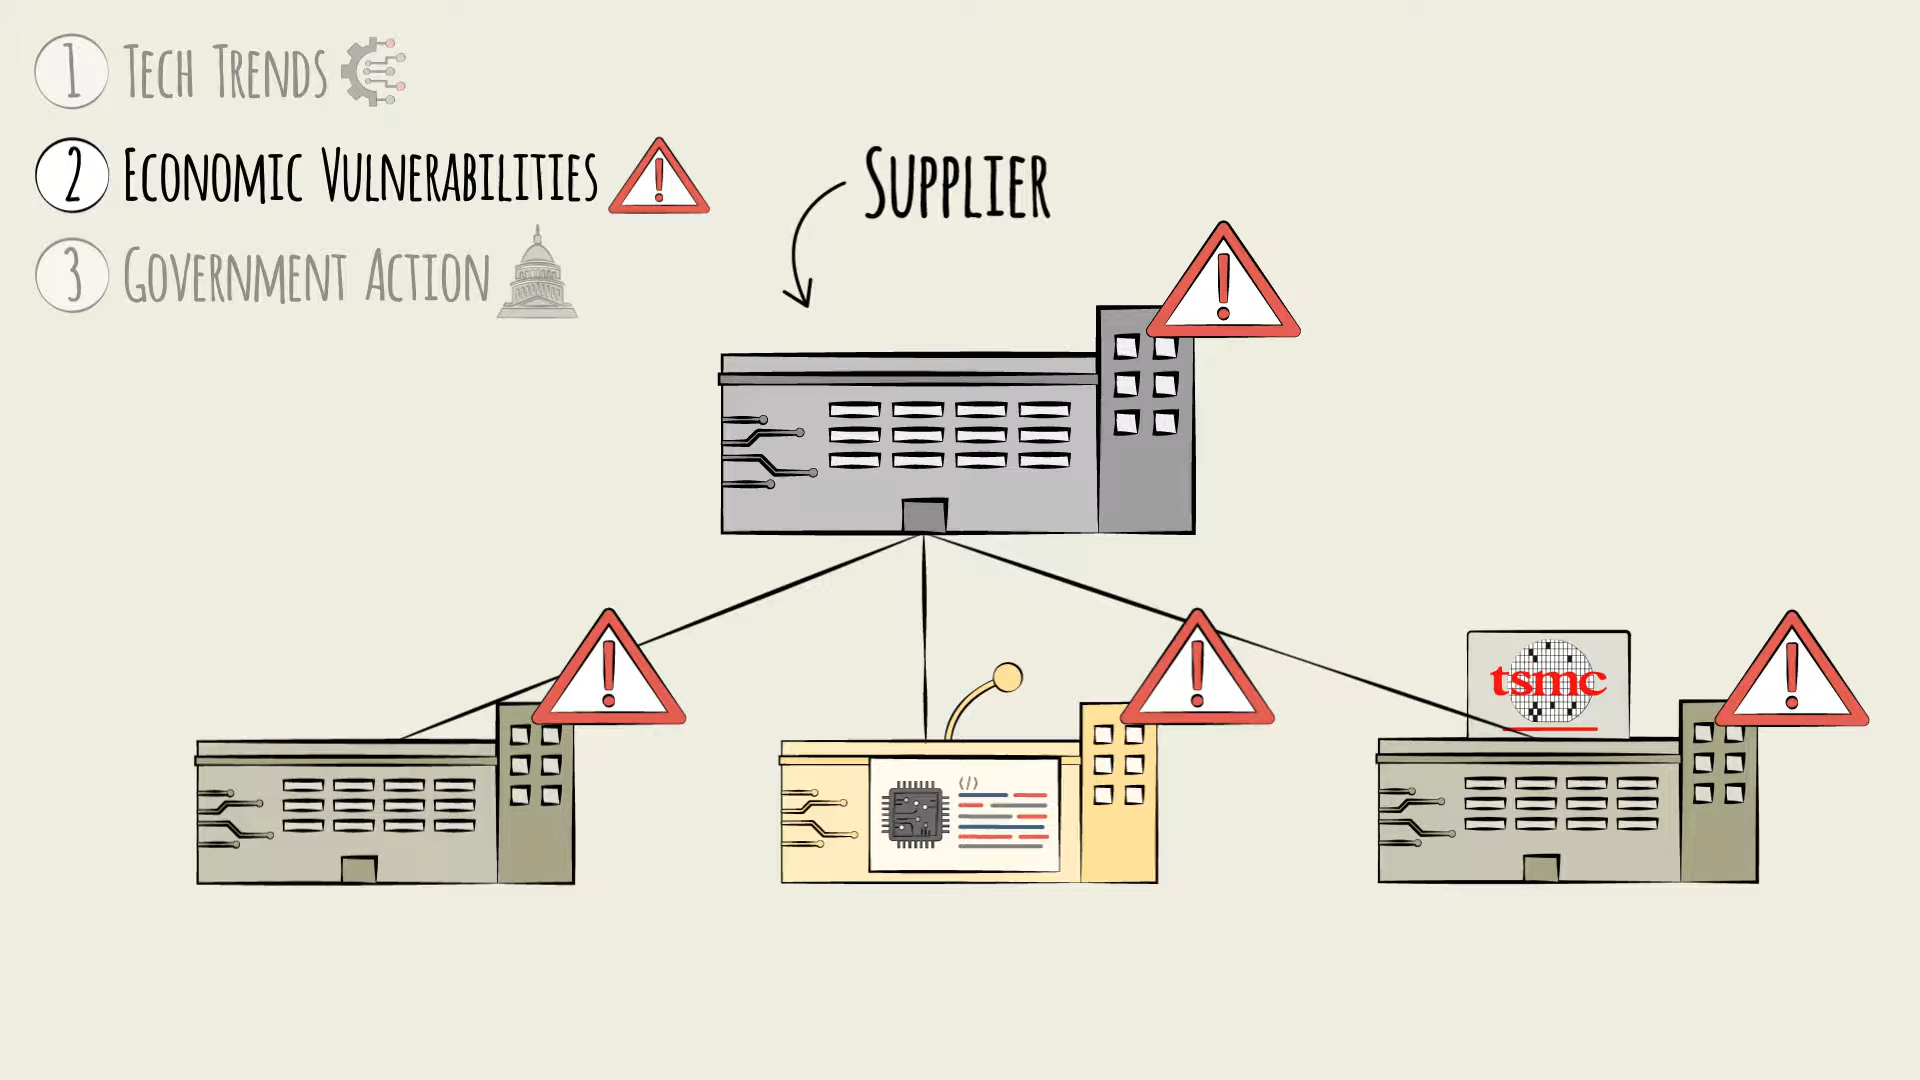 1 TECH TRENDS
2 ECONOMIC VULNERABILITIES
3 GOVERNMENT ACTION
SUPPLIER
tsmc
</>